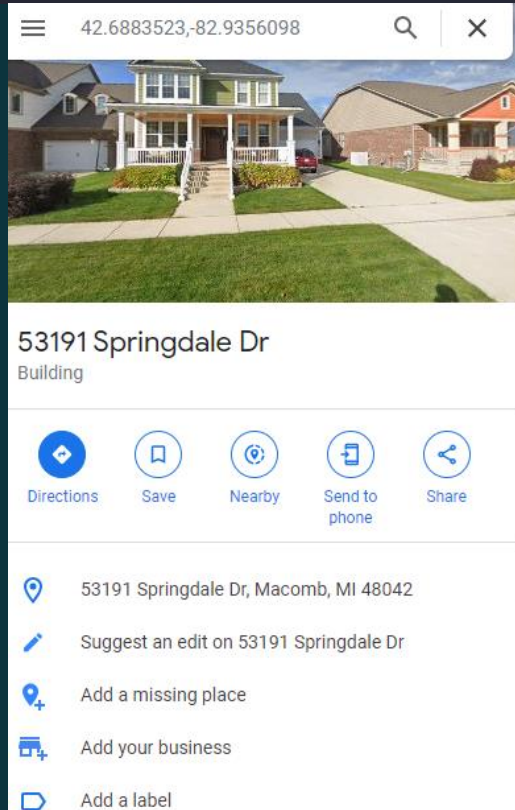 42.6883523,-82.9356098
53191 Springdale Dr
Building
Directions
Save
Nearby
Send to
phone
Share
53191 Springdale Dr, Macomb, MI 48042
Suggest an edit on 53191 Springdale Dr
Add a missing place
Add your business
Add a label